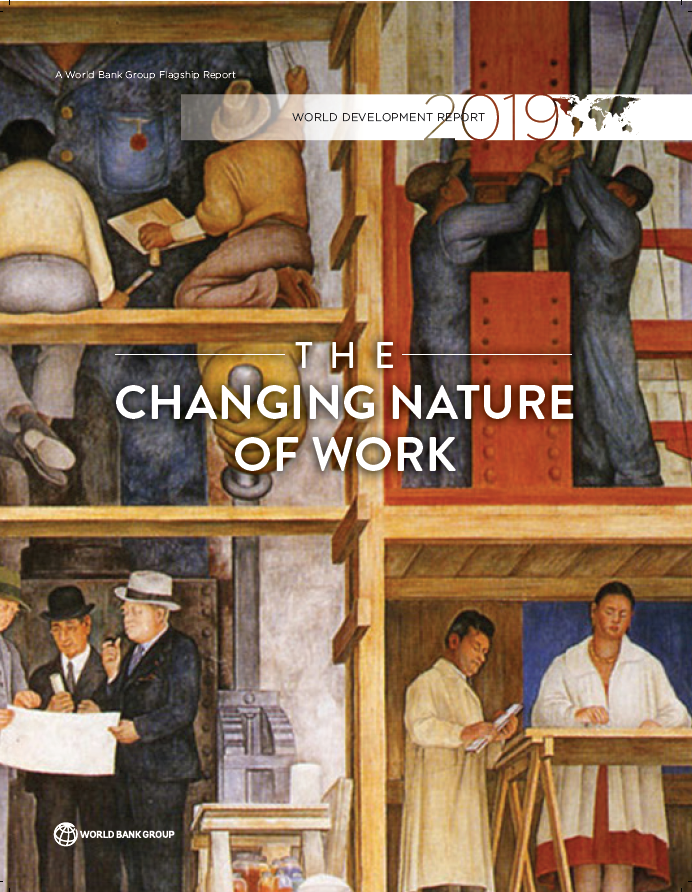 A World Bank Group Flagship Report
WORLD DEVELOPMENT REPORT 2019
THE
CHANGING NATURE
OF WORK
WORLD BANK GROUP